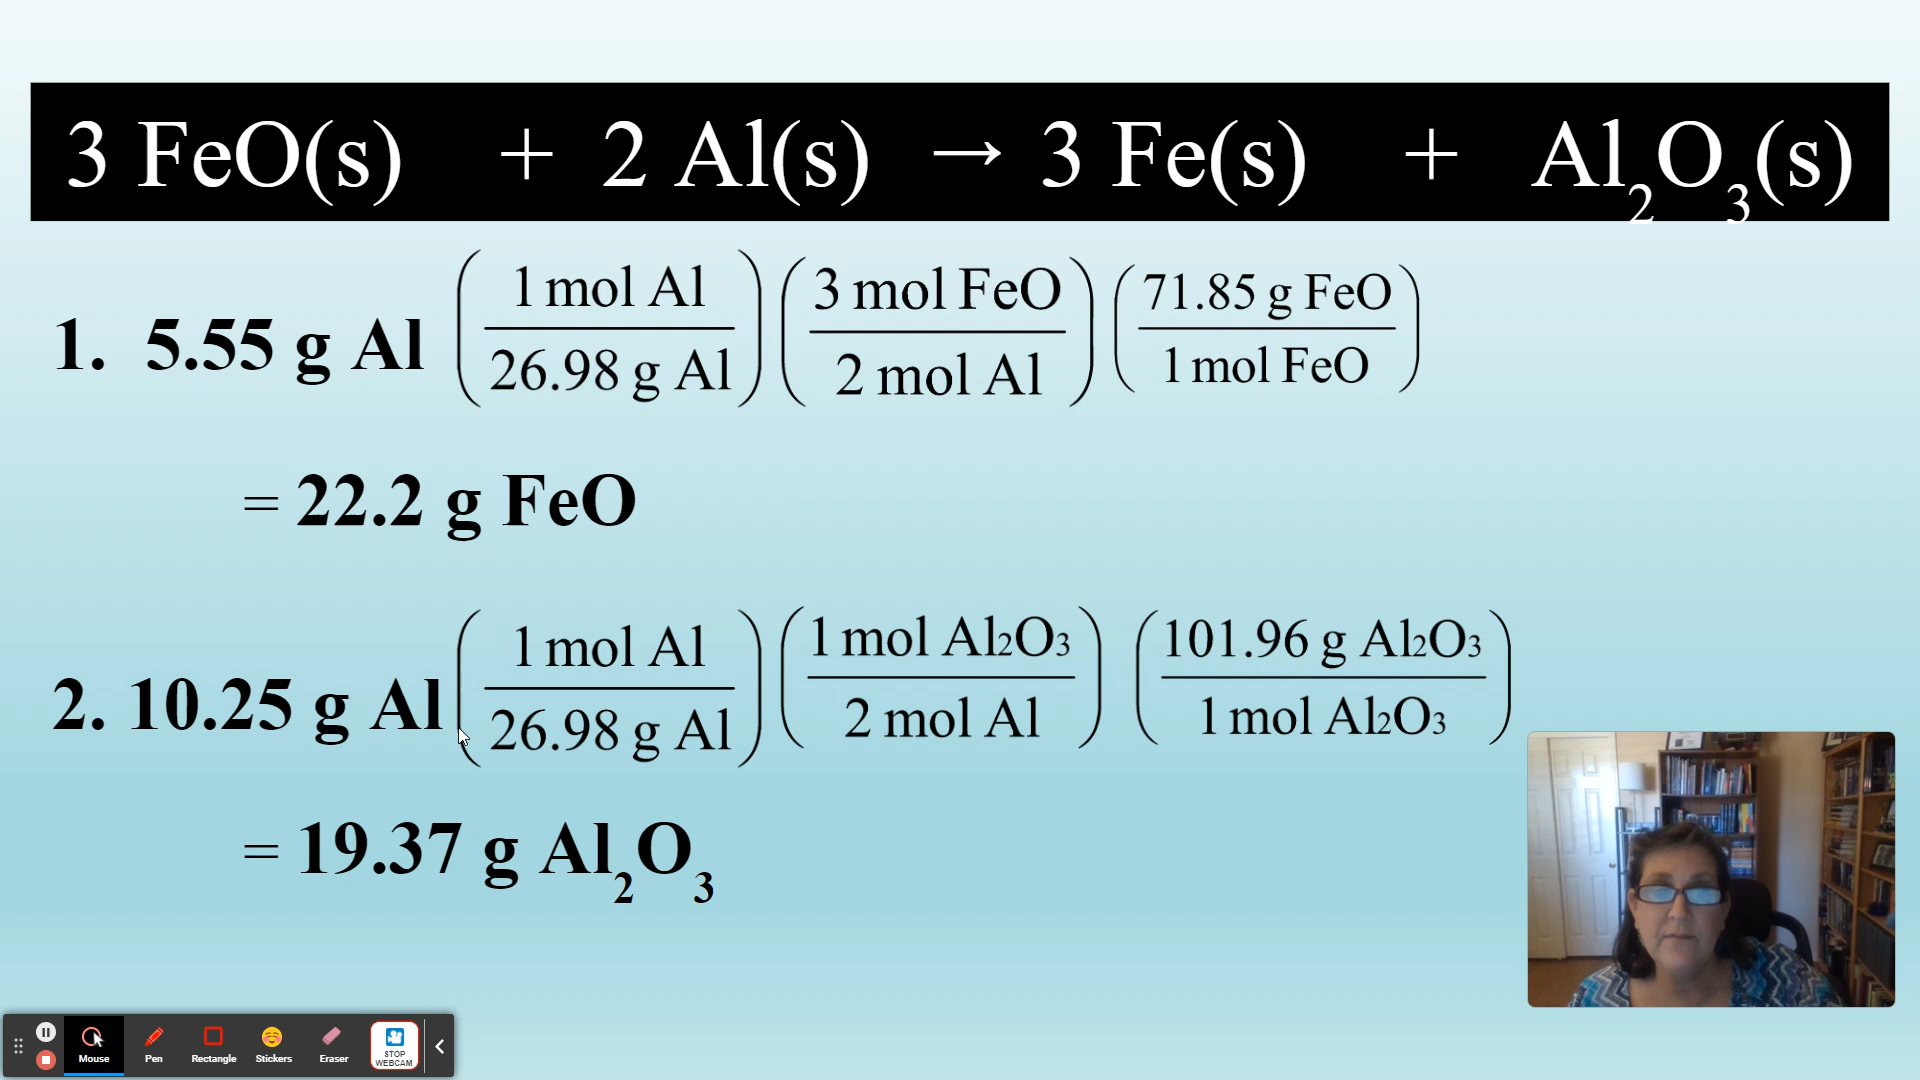 3 FeO(s) + 2 Al(s) → 3 Fe(s) + Al₂O₃(s)
1. 5.55 g Al (1 mol Al / 26.98 g Al) (3 mol FeO / 2 mol Al) (71.85 g FeO / 1 mol FeO)
= 22.2 g FeO
2. 10.25 g Al (1 mol Al / 26.98 g Al) (1 mol Al₂O₃ / 2 mol Al) (101.96 g Al₂O₃ / 1 mol Al₂O₃)
= 19.37 g Al₂O₃
Mouse Pen Rectangle Stickers Eraser STOP WEBCAM